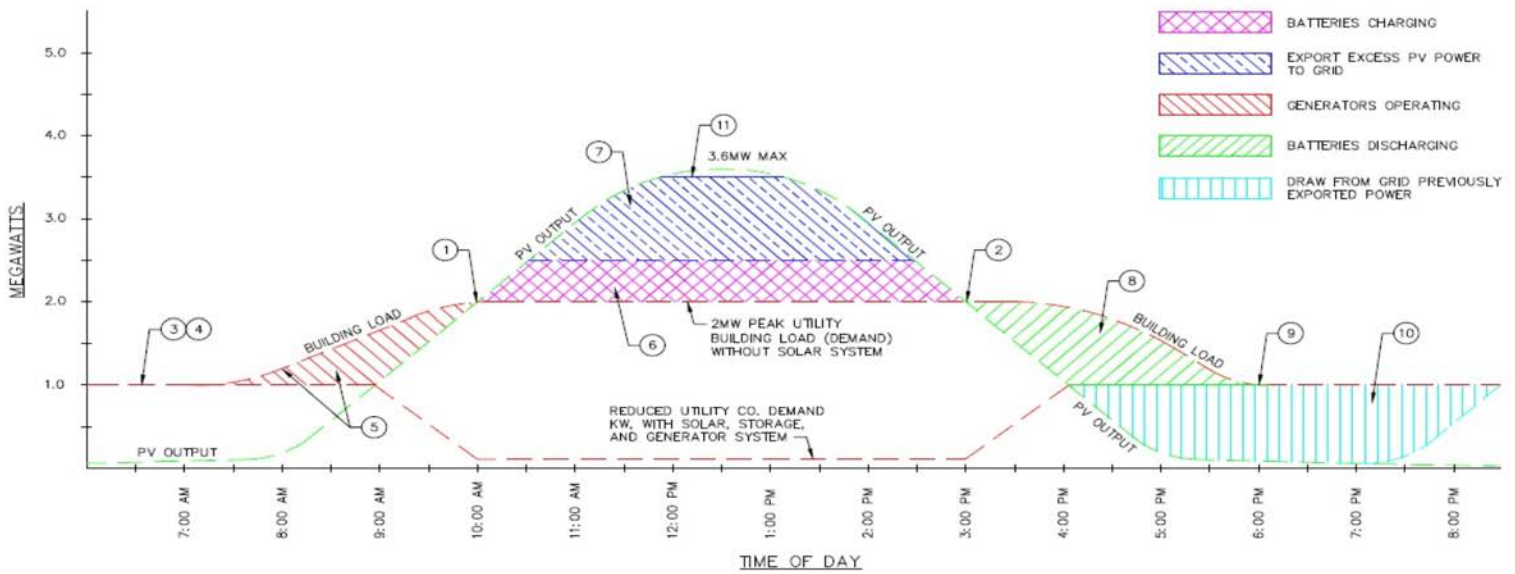 BATTERIES CHARGING
EXPORT EXCESS PV POWER
TO GRID
GENERATORS OPERATING
BATTERIES DISCHARGING
DRAW FROM GRID PREVIOUSLY
EXPORTED POWER
MEGAWATTS
5.0
4.0
3.0
2.0
1.0
11
7
3.6MW MAX
PV OUTPUT
PV OUTPUT
1
2
3 4
BUILDING LOAD
6
2MW PEAK UTILITY
BUILDING LOAD (DEMAND)
WITHOUT SOLAR SYSTEM
8
BUILDING LOAD
9
10
5
REDUCED UTILITY CO. DEMAND
KW, WITH SOLAR, STORAGE,
AND GENERATOR SYSTEM
PV OUTPUT
PV OUTPUT
7:00 AM
8:00 AM
9:00 AM
10:00 AM
11:00 AM
12:00 PM
1:00 PM
2:00 PM
3:00 PM
4:00 PM
5:00 PM
6:00 PM
7:00 PM
8:00 PM
TIME OF DAY